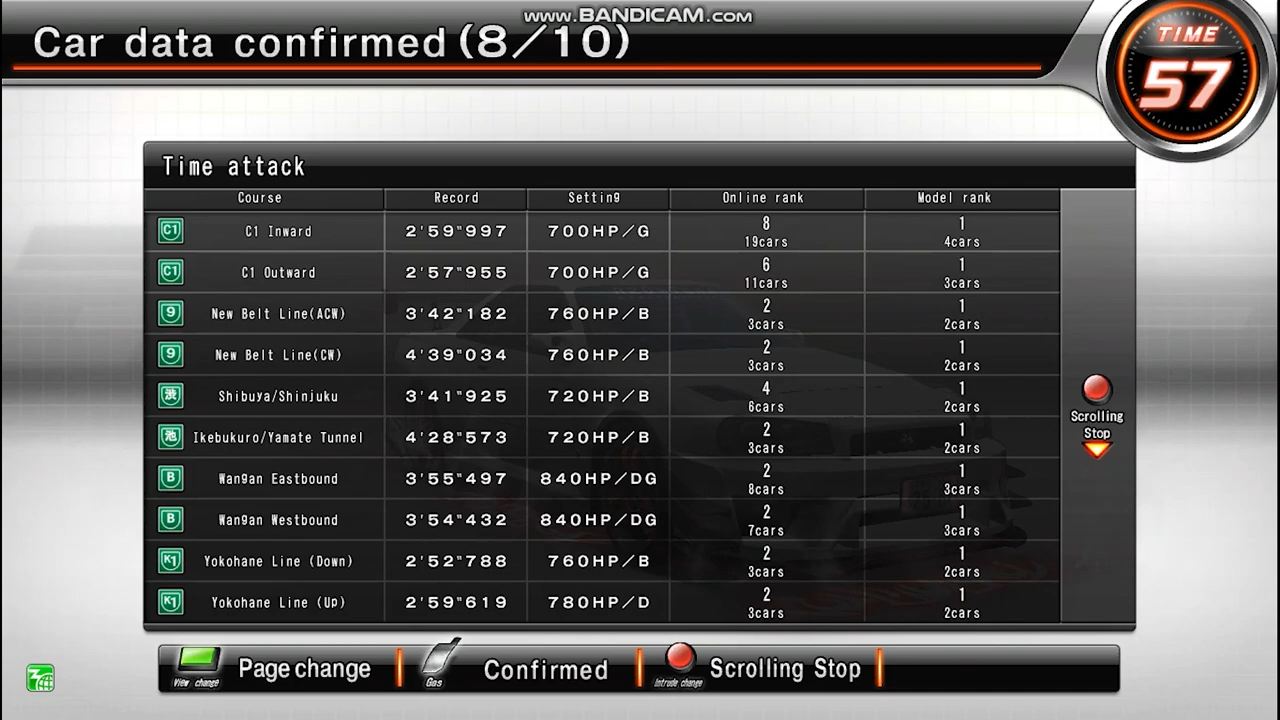 www.BANDICAM.com
Car data confirmed(8/10)
TIME
57
Time attack
Course Record Setting Online rank Model rank
C1 C1 Inward 2'59"997 700HP/G 8 19cars 1 4cars
C1 C1 Outward 2'57"955 700HP/G 6 11cars 1 3cars
9 New Belt Line(ACW) 3'42"182 760HP/B 2 3cars 1 2cars
9 New Belt Line(CW) 4'39"034 760HP/B 2 3cars 1 2cars
渋 Shibuya/Shinjuku 3'41"925 720HP/B 4 6cars 1 2cars
池 Ikebukuro/Yamate Tunnel 4'28"573 720HP/B 2 3cars 1 2cars
B Wangan Eastbound 3'55"497 840HP/DG 2 8cars 1 3cars
B Wangan Westbound 3'54"432 840HP/DG 2 7cars 1 3cars
K1 Yokohane Line (Down) 2'52"788 760HP/B 2 3cars 1 2cars
K1 Yokohane Line (Up) 2'59"619 780HP/D 2 3cars 1 2cars
Scrolling
Stop
View change Page change Gas Confirmed Intrude change Scrolling Stop